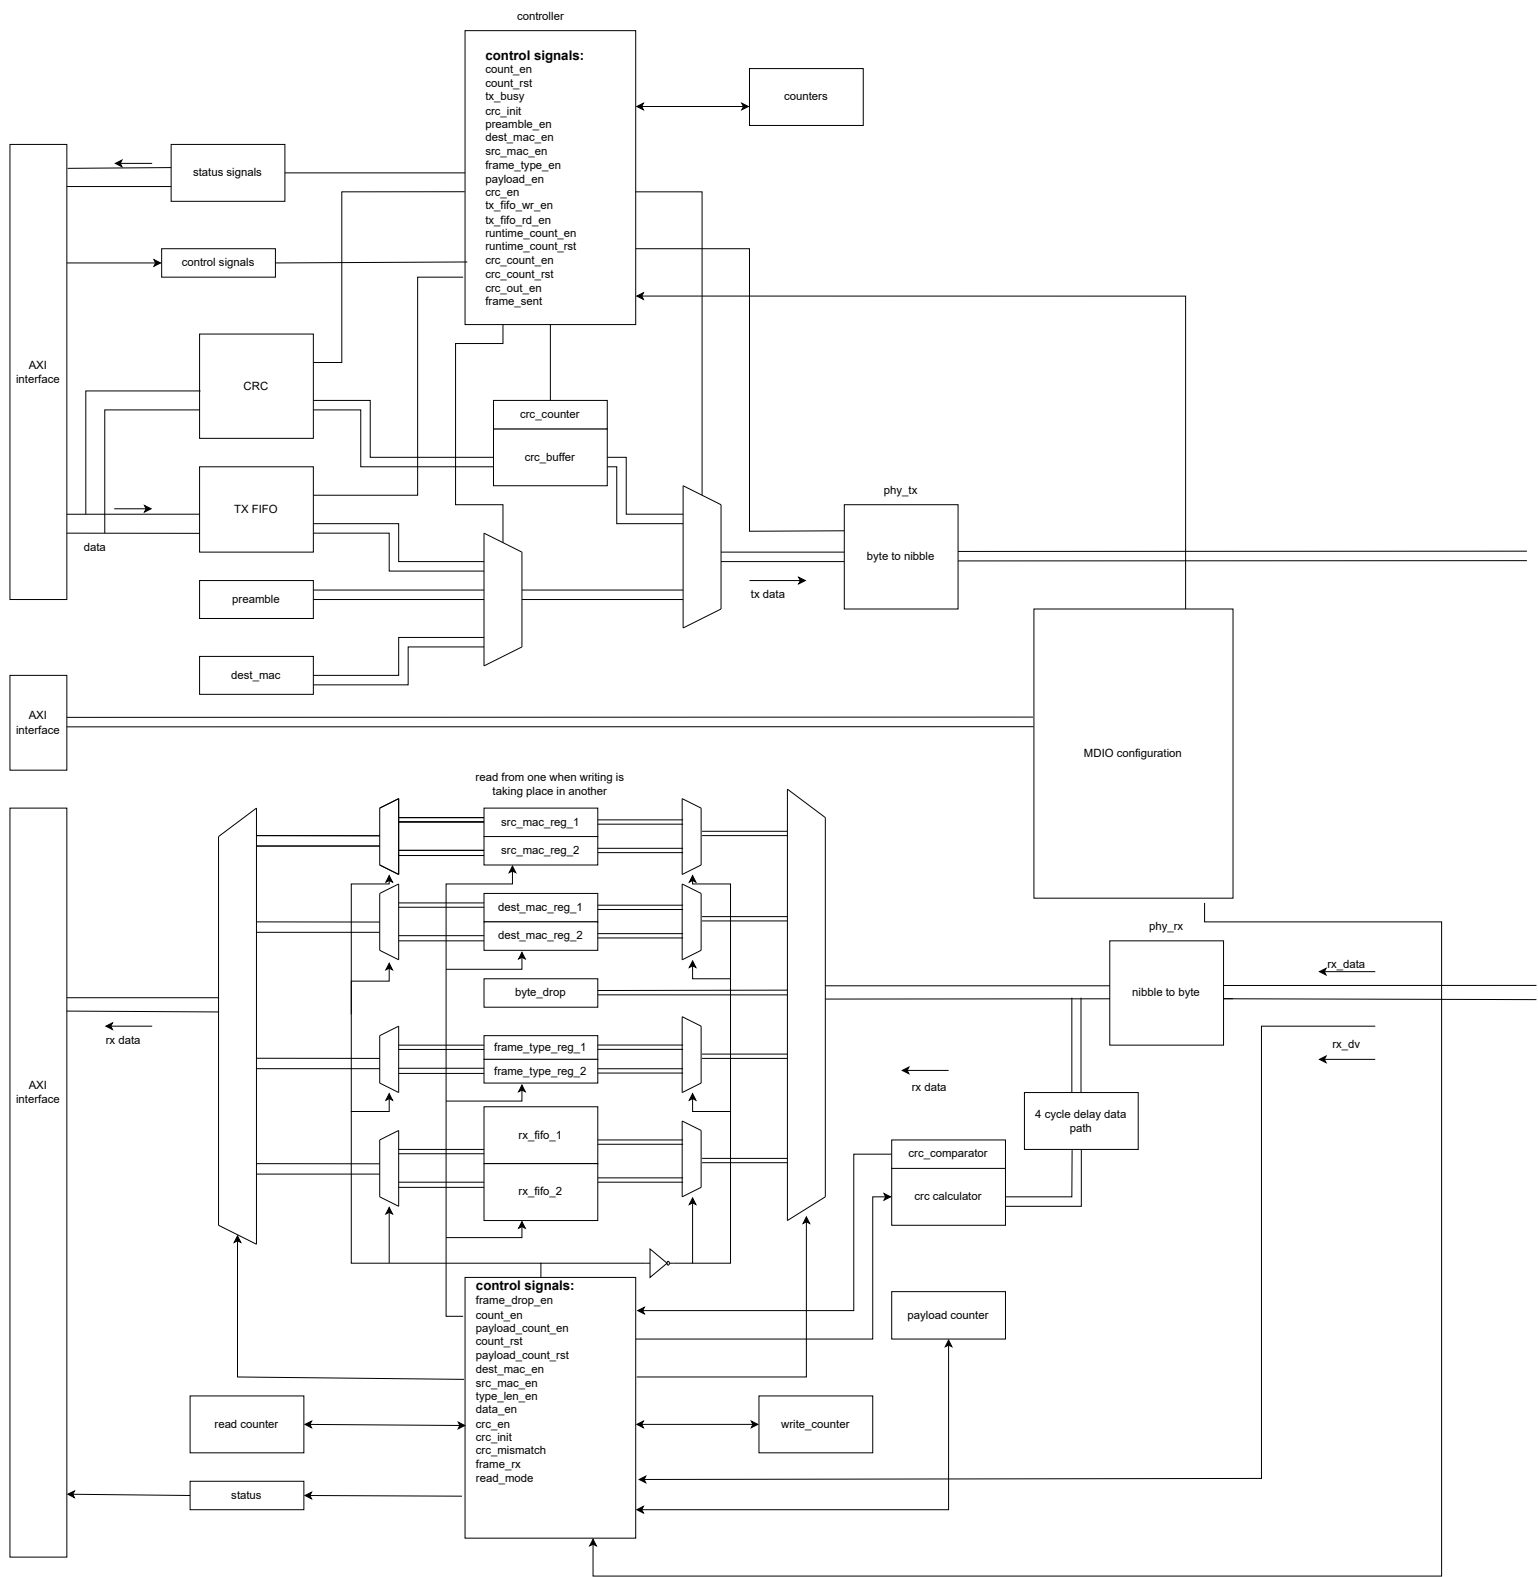 controller
control signals:
count_en
count_rst
tx_busy
crc_init
preamble_en
dest_mac_en
src_mac_en
frame_type_en
payload_en
crc_en
tx_fifo_wr_en
tx_fifo_rd_en
runtime_count_en
runtime_count_rst
crc_count_en
crc_count_rst
crc_out_en
frame_sent
counters
status signals
control signals
AXI
interface
CRC
crc_counter
crc_buffer
TX FIFO
data
preamble
dest_mac
phy_tx
byte to nibble
tx data
AXI
interface
MDIO configuration
read from one when writing is
taking place in another
src_mac_reg_1
src_mac_reg_2
dest_mac_reg_1
dest_mac_reg_2
byte_drop
frame_type_reg_1
frame_type_reg_2
rx_fifo_1
rx_fifo_2
phy_rx
nibble to byte
rx_data
rx_dv
rx data
rx data
AXI
interface
4 cycle delay data
path
crc_comparator
crc calculator
control signals:
frame_drop_en
count_en
payload_count_en
count_rst
payload_count_rst
dest_mac_en
src_mac_en
type_len_en
data_en
crc_en
crc_init
crc_mismatch
frame_rx
read_mode
payload counter
read counter
write_counter
status